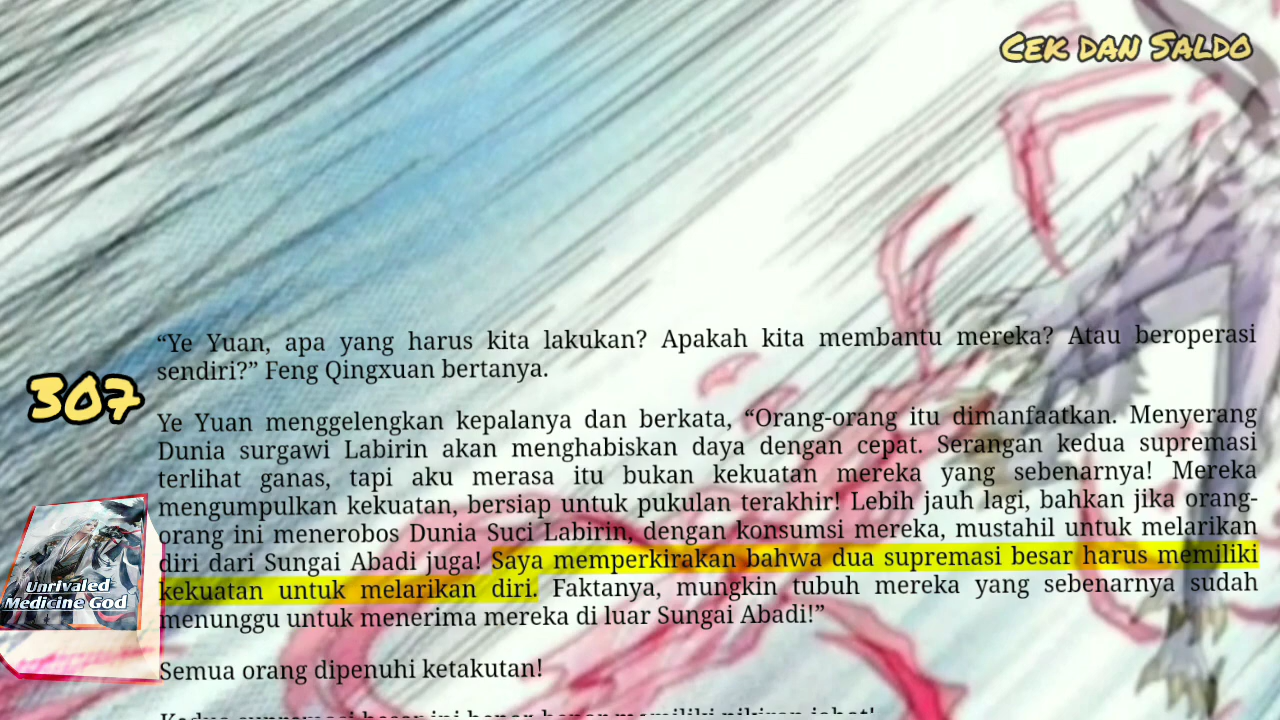 Cek dan Saldo
“Ye Yuan, apa yang harus kita lakukan? Apakah kita membantu mereka? Atau beroperasi
sendiri?” Feng Qingxuan bertanya.
307
Ye Yuan menggelengkan kepalanya dan berkata, “Orang-orang itu dimanfaatkan. Menyerang
Dunia surgawi Labirin akan menghabiskan daya dengan cepat. Serangan kedua supremasi
terlihat ganas, tapi aku merasa itu bukan kekuatan mereka yang sebenarnya! Mereka
mengumpulkan kekuatan, bersiap untuk pukulan terakhir! Lebih jauh lagi, bahkan jika orang-
orang ini menerobos Dunia Suci Labirin, dengan konsumsi mereka, mustahil untuk melarikan
diri dari Sungai Abadi juga! Saya memperkirakan bahwa dua supremasi besar harus memiliki
kekuatan untuk melarikan diri. Faktanya, mungkin tubuh mereka yang sebenarnya sudah
menunggu untuk menerima mereka di luar Sungai Abadi!”
Unrivaled
Medicine God
Semua orang dipenuhi ketakutan!